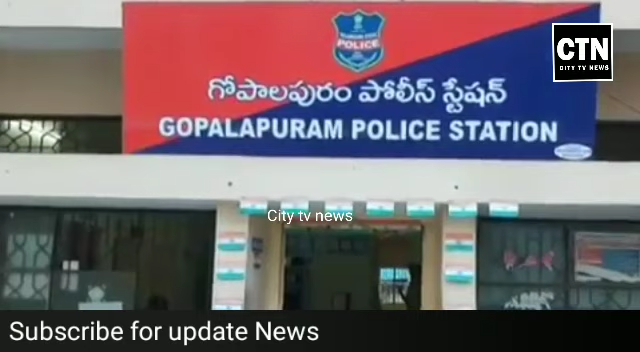 POLICE
CTN
CITY TV NEWS
గోపాలపురం పోలీస్ స్టేషన్
GOPALAPURAM POLICE STATION
City tv news
Subscribe for update News